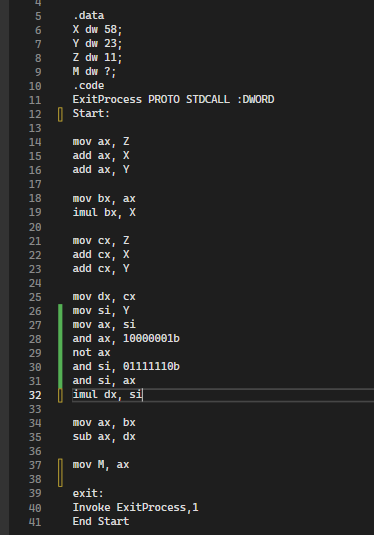 4
5 .data
6 X dw 58;
7 Y dw 23;
8 Z dw 11;
9 M dw ?;
10 .code
11 ExitProcess PROTO STDCALL :DWORD
12 Start:
13
14 mov ax, Z
15 add ax, X
16 add ax, Y
17
18 mov bx, ax
19 imul bx, X
20
21 mov cx, Z
22 add cx, X
23 add cx, Y
24
25 mov dx, cx
26 mov si, Y
27 mov ax, si
28 and ax, 10000001b
29 not ax
30 and si, 01111110b
31 and si, ax
32 imul dx, si
33
34 mov ax, bx
35 sub ax, dx
36
37 mov M, ax
38
39 exit:
40 Invoke ExitProcess,1
41 End Start